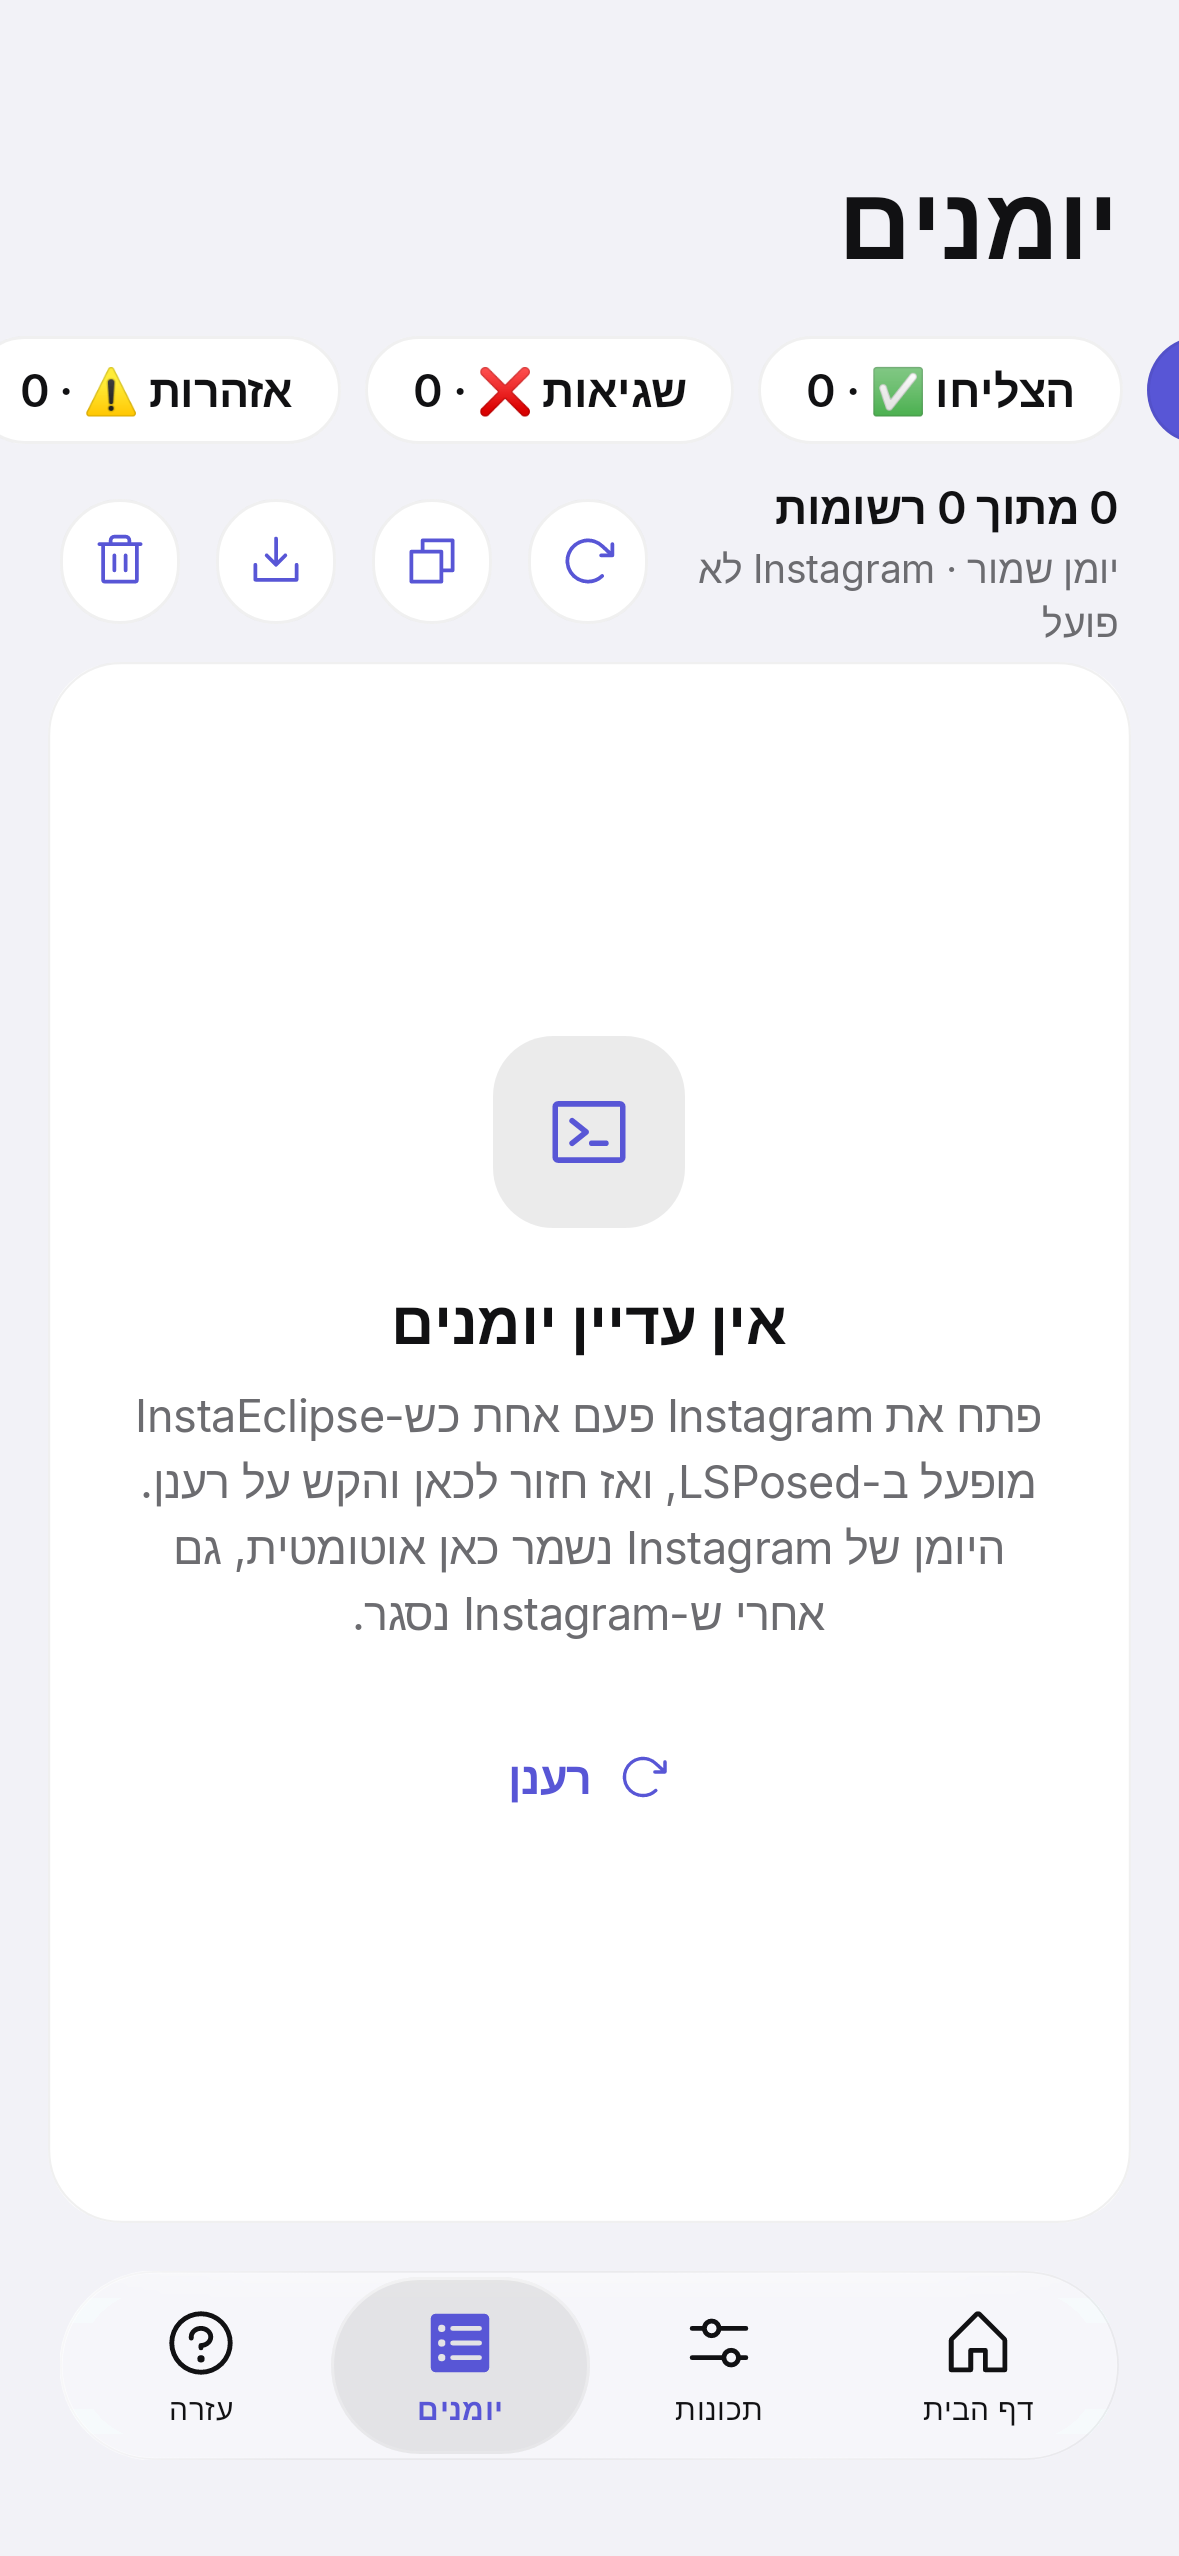 יומנים
הצליחו ✅ · 0
שגיאות ❌ · 0
אזהרות ⚠️ · 0
0 מתוך 0 רשומות
יומן שמור · Instagram לא
פועל
אין עדיין יומנים
פתח את Instagram פעם אחת כש-InstaEclipse
מופעל ב-LSPosed, ואז חזור לכאן והקש על רענן.
היומן של Instagram נשמר כאן אוטומטית, גם
אחרי ש-Instagram נסגר.
רענן
דף הבית
תכונות
יומנים
עזרה